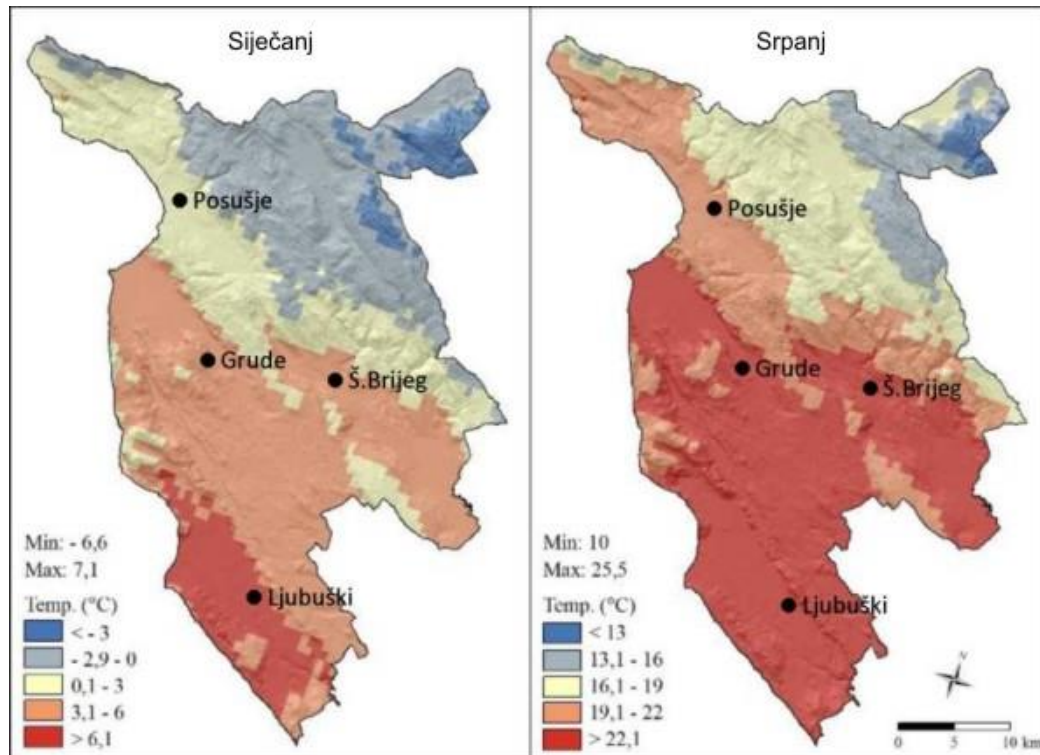 Siječanj
Posušje
Grude
Š.Brijeg
Ljubuški
Min: - 6,6
Max: 7,1
Temp. (°C)
< - 3
- 2,9 - 0
0,1 - 3
3,1 - 6
> 6,1
Srpanj
Posušje
Grude
Š.Brijeg
Ljubuški
Min: 10
Max: 25,5
Temp. (°C)
< 13
13,1 - 16
16,1 - 19
19,1 - 22
> 22,1
N
0 5 10 km